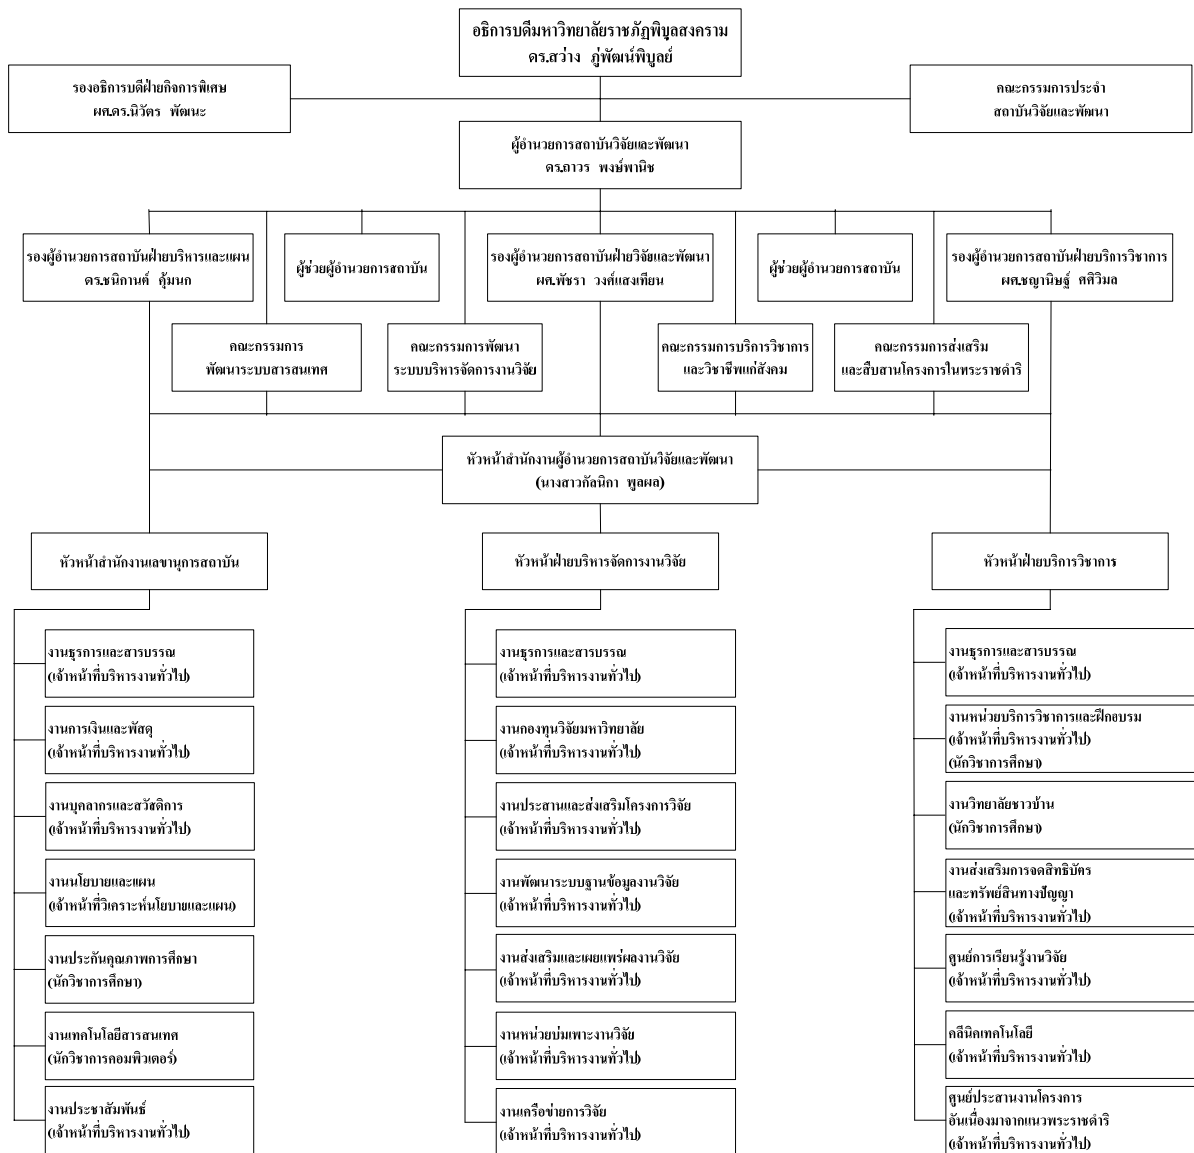 อธิการบดีมหาวิทยาลัยราชภัฏพิบูลสงคราม
ดร.สว่าง ภู่พัฒน์พิบูลย์
รองอธิการบดีฝ่ายกิจการพิเศษ
ผศ.ดร.นิวัตร พัฒนะ
คณะกรรมการประจำ
สถาบันวิจัยและพัฒนา
ผู้อำนวยการสถาบันวิจัยและพัฒนา
ดร.ถาวร พงษ์พานิช
รองผู้อำนวยการสถาบันฝ่ายบริหารและแผน
ดร.ชนิกานต์ คุ้มนก
ผู้ช่วยผู้อำนวยการสถาบัน
รองผู้อำนวยการสถาบันฝ่ายวิจัยและพัฒนา
ผศ.พัชรา วงศ์แสงเทียน
ผู้ช่วยผู้อำนวยการสถาบัน
รองผู้อำนวยการสถาบันฝ่ายบริการวิชาการ
ผศ.ชญานิษฐ์ ศศิวิมล
คณะกรรมการ
พัฒนาระบบสารสนเทศ
คณะกรรมการพัฒนา
ระบบบริหารจัดการงานวิจัย
คณะกรรมการบริการวิชาการ
และวิชาชีพแก่สังคม
คณะกรรมการส่งเสริม
และสืบสานโครงการในพระราชดำริ
หัวหน้าสำนักงานผู้อำนวยการสถาบันวิจัยและพัฒนา
(นางสาวกัลนิกา พูลผล)
หัวหน้าสำนักงานเลขานุการสถาบัน
หัวหน้าฝ่ายบริหารจัดการงานวิจัย
หัวหน้าฝ่ายบริการวิชาการ
งานธุรการและสารบรรณ
(เจ้าหน้าที่บริหารงานทั่วไป)
งานการเงินและพัสดุ
(เจ้าหน้าที่บริหารงานทั่วไป)
งานบุคลากรและสวัสดิการ
(เจ้าหน้าที่บริหารงานทั่วไป)
งานนโยบายและแผน
(เจ้าหน้าที่วิเคราะห์นโยบายและแผน)
งานประกันคุณภาพการศึกษา
(นักวิชาการศึกษา)
งานเทคโนโลยีสารสนเทศ
(นักวิชาการคอมพิวเตอร์)
งานประชาสัมพันธ์
(เจ้าหน้าที่บริหารงานทั่วไป)
งานธุรการและสารบรรณ
(เจ้าหน้าที่บริหารงานทั่วไป)
งานกองทุนวิจัยมหาวิทยาลัย
(เจ้าหน้าที่บริหารงานทั่วไป)
งานประสานและส่งเสริมโครงการวิจัย
(เจ้าหน้าที่บริหารงานทั่วไป)
งานพัฒนาระบบฐานข้อมูลงานวิจัย
(เจ้าหน้าที่บริหารงานทั่วไป)
งานส่งเสริมและเผยแพร่ผลงานวิจัย
(เจ้าหน้าที่บริหารงานทั่วไป)
งานหน่วยบ่มเพาะงานวิจัย
(เจ้าหน้าที่บริหารงานทั่วไป)
งานเครือข่ายการวิจัย
(เจ้าหน้าที่บริหารงานทั่วไป)
งานธุรการและสารบรรณ
(เจ้าหน้าที่บริหารงานทั่วไป)
งานหน่วยบริการวิชาการและฝึกอบรม
(เจ้าหน้าที่บริหารงานทั่วไป)
(นักวิชาการศึกษา)
งานวิทยาลัยชาวบ้าน
(นักวิชาการศึกษา)
งานส่งเสริมการจดสิทธิบัตร
และทรัพย์สินทางปัญญา
(เจ้าหน้าที่บริหารงานทั่วไป)
ศูนย์การเรียนรู้งานวิจัย
(เจ้าหน้าที่บริหารงานทั่วไป)
คลีนิคเทคโนโลยี
(เจ้าหน้าที่บริหารงานทั่วไป)
ศูนย์ประสานงานโครงการ
อันเนื่องมาจากแนวพระราชดำริ
(เจ้าหน้าที่บริหารงานทั่วไป)